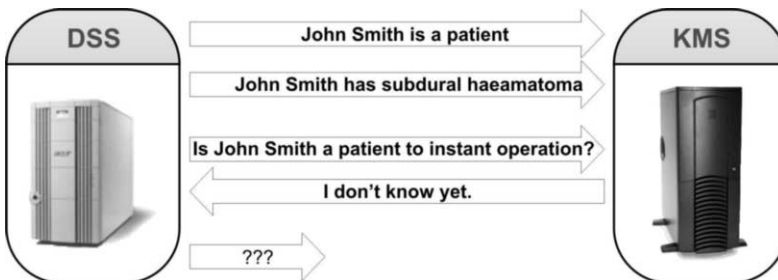 DSS
KMS
John Smith is a patient
John Smith has subdural haeamatoma
Is John Smith a patient to instant operation?
I don't know yet.
???